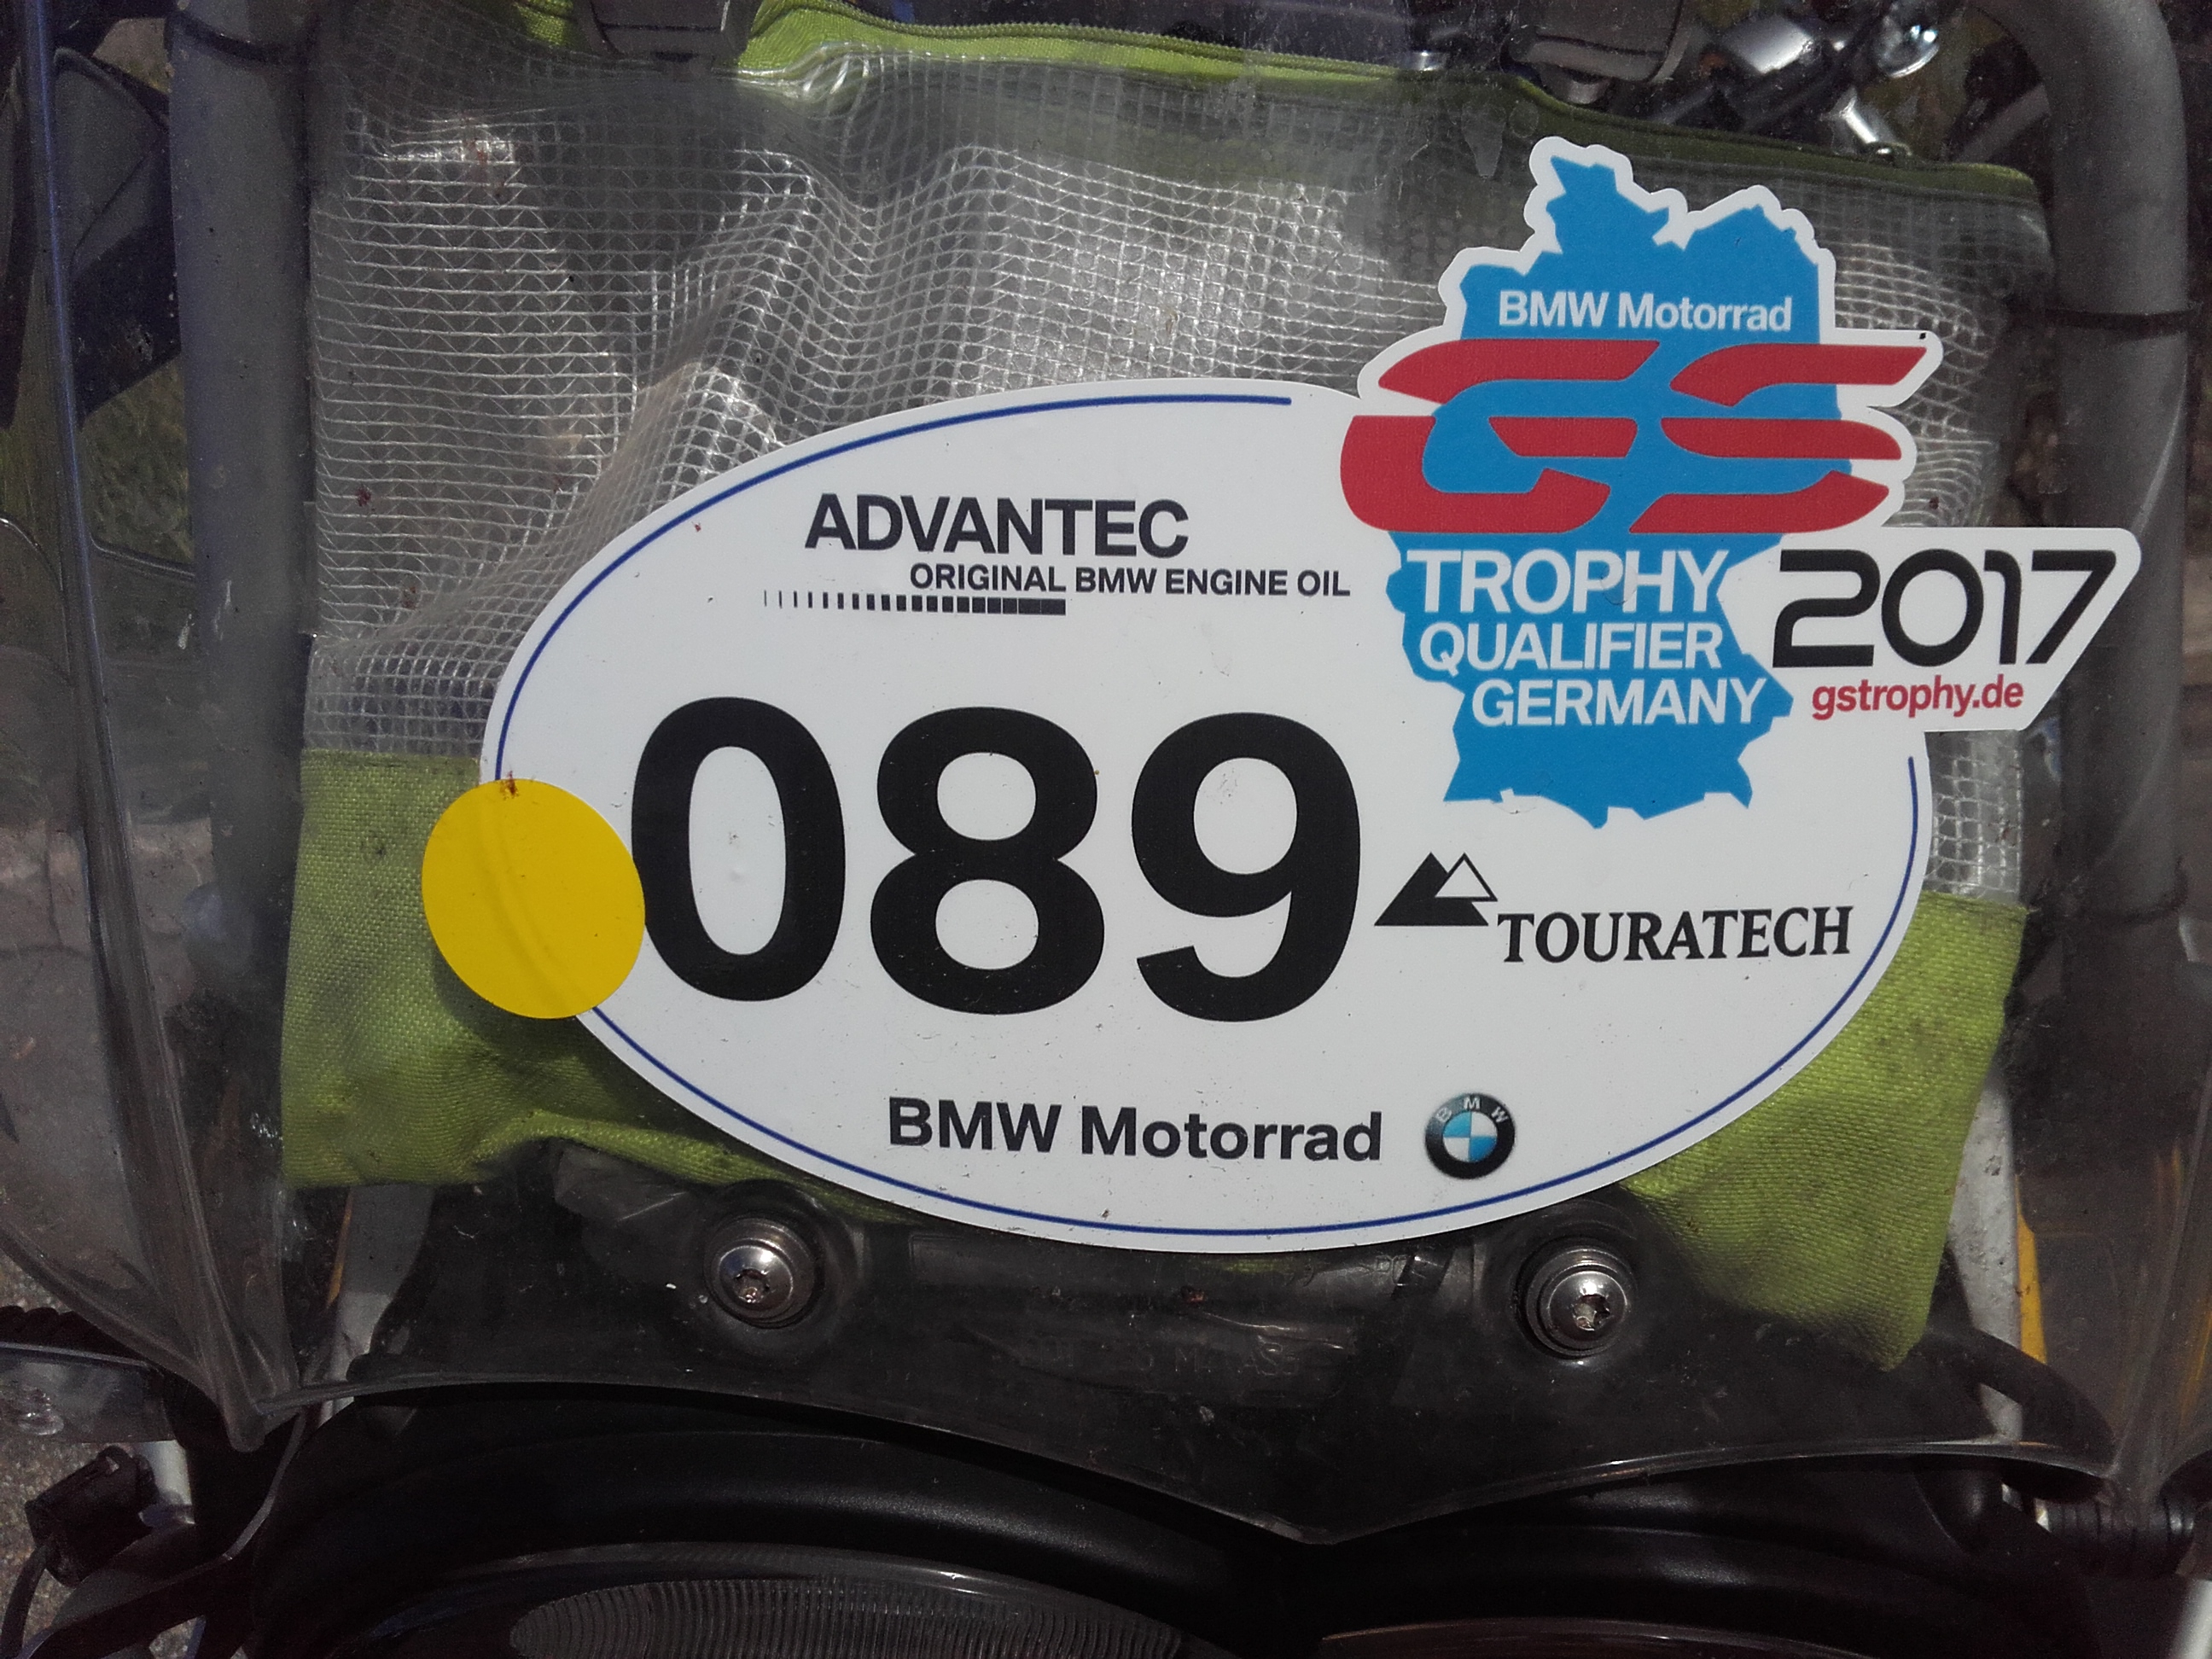 BMW Motorrad
GS
TROPHY
QUALIFIER
GERMANY
2017
gstrophy.de
ADVANTEC
ORIGINAL BMW ENGINE OIL
089
TOURATECH
BMW Motorrad
BMW